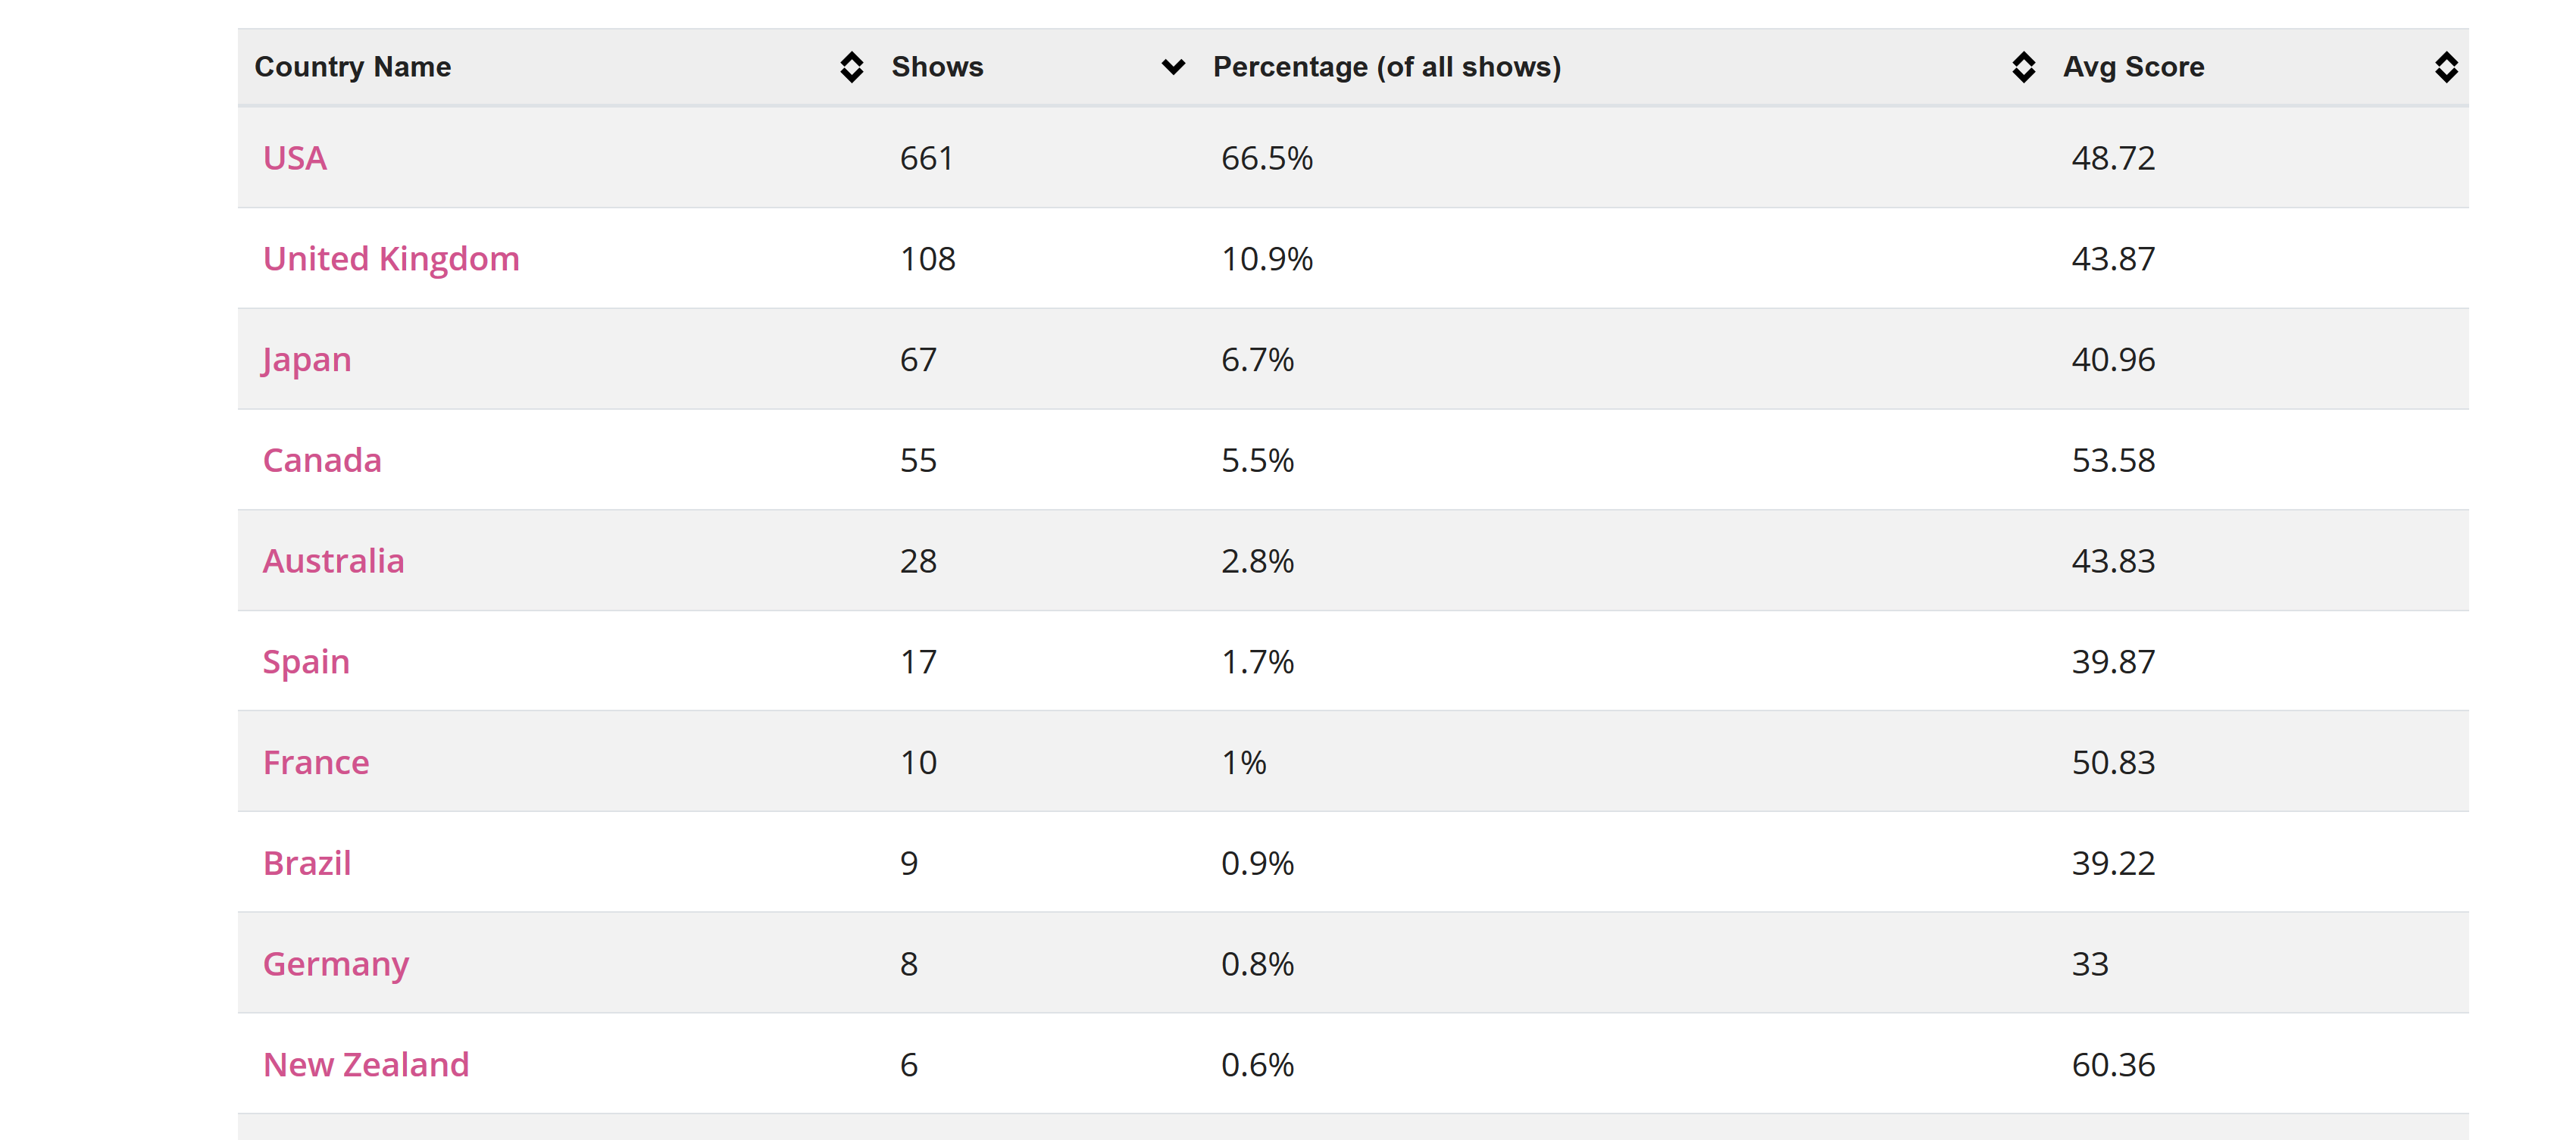 Country Name Shows Percentage (of all shows) Avg Score
USA 661 66.5% 48.72
United Kingdom 108 10.9% 43.87
Japan 67 6.7% 40.96
Canada 55 5.5% 53.58
Australia 28 2.8% 43.83
Spain 17 1.7% 39.87
France 10 1% 50.83
Brazil 9 0.9% 39.22
Germany 8 0.8% 33
New Zealand 6 0.6% 60.36